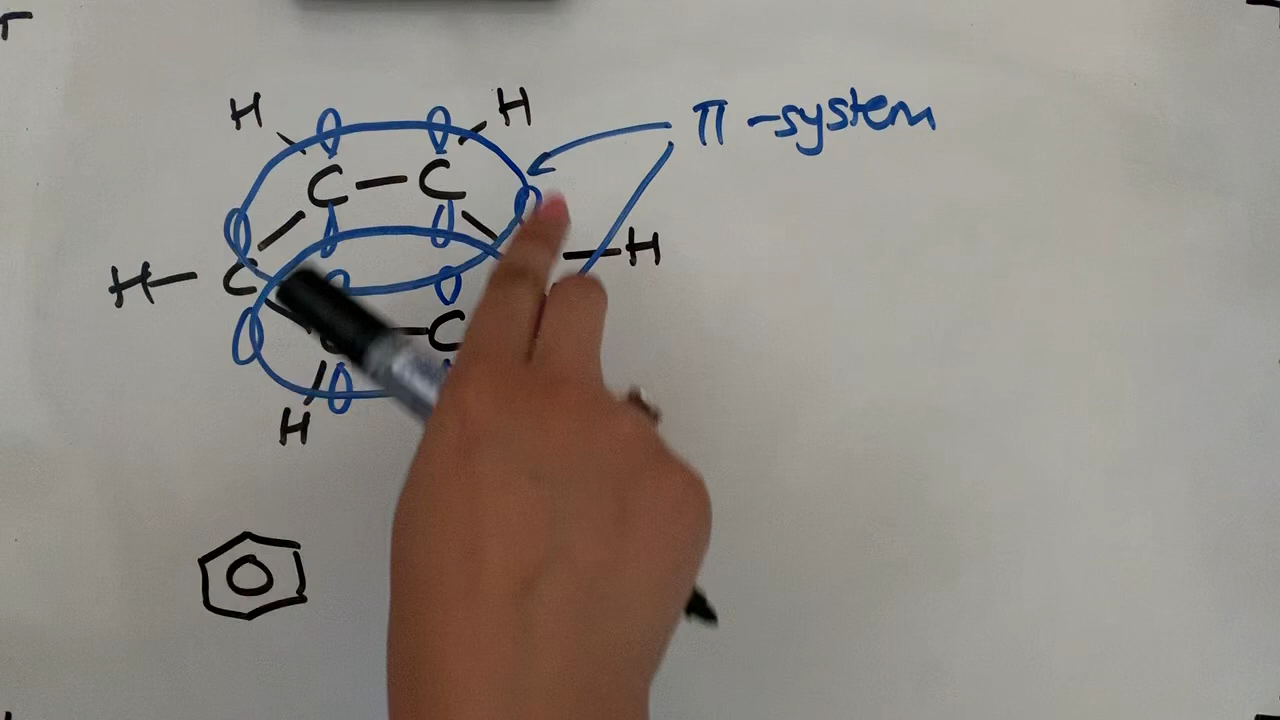 H H π-system
C — C
H — C — H
— C
H